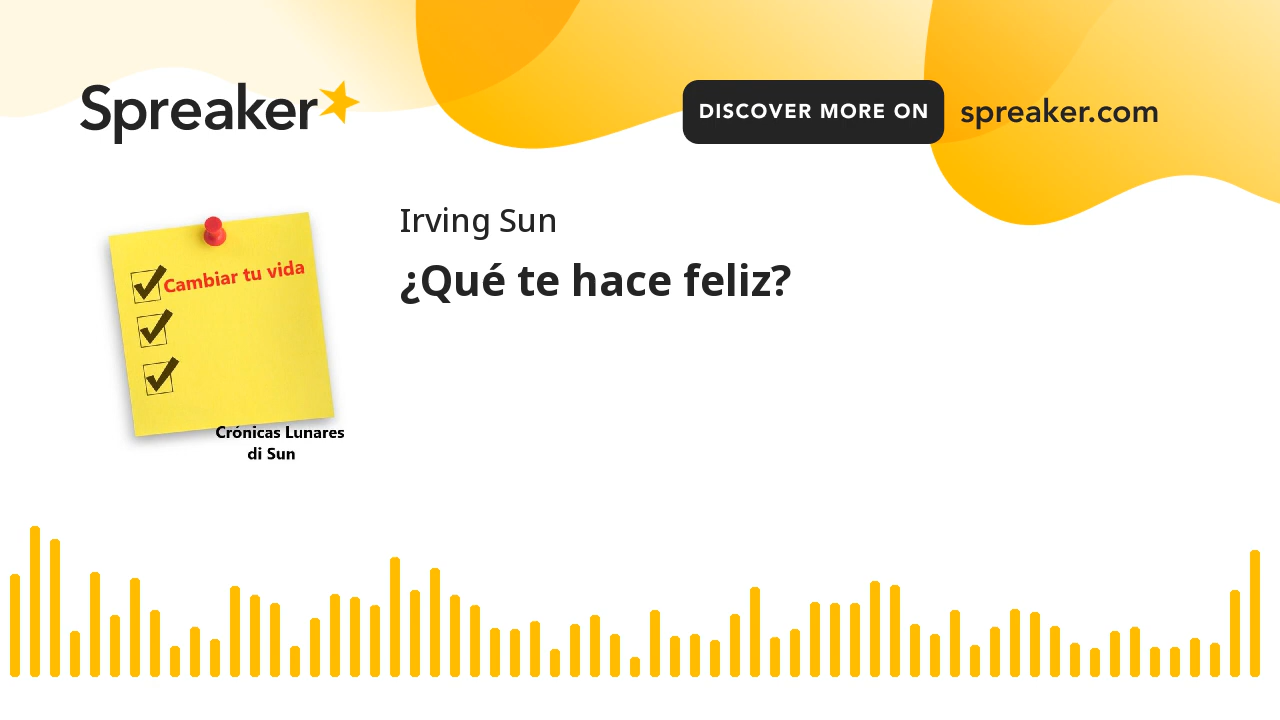 Spreaker
DISCOVER MORE ON
spreaker.com
Irving Sun
¿Qué te hace feliz?
Cambiar tu vida
Crónicas Lunares
di Sun